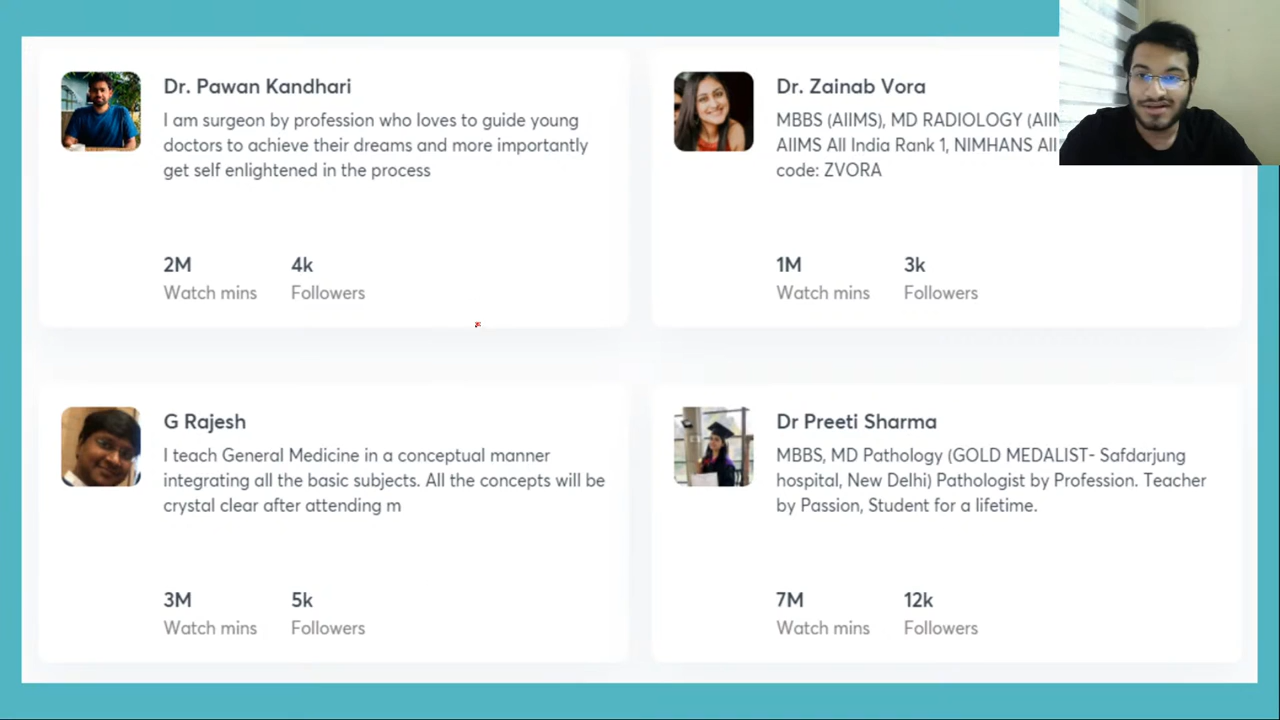 Dr. Pawan Kandhari
I am surgeon by profession who loves to guide young
doctors to achieve their dreams and more importantly
get self enlightened in the process
2M 4k
Watch mins Followers
Dr. Zainab Vora
MBBS (AIIMS), MD RADIOLOGY
AIIMS All India Rank 1, NIMHANS
code: ZVORA
1M 3k
Watch mins Followers
G Rajesh
I teach General Medicine in a conceptual manner
integrating all the basic subjects. All the concepts will be
crystal clear after attending m
3M 5k
Watch mins Followers
Dr Preeti Sharma
MBBS, MD Pathology (GOLD MEDALIST- Safdarjung
hospital, New Delhi) Pathologist by Profession. Teacher
by Passion, Student for a lifetime.
7M 12k
Watch mins Followers